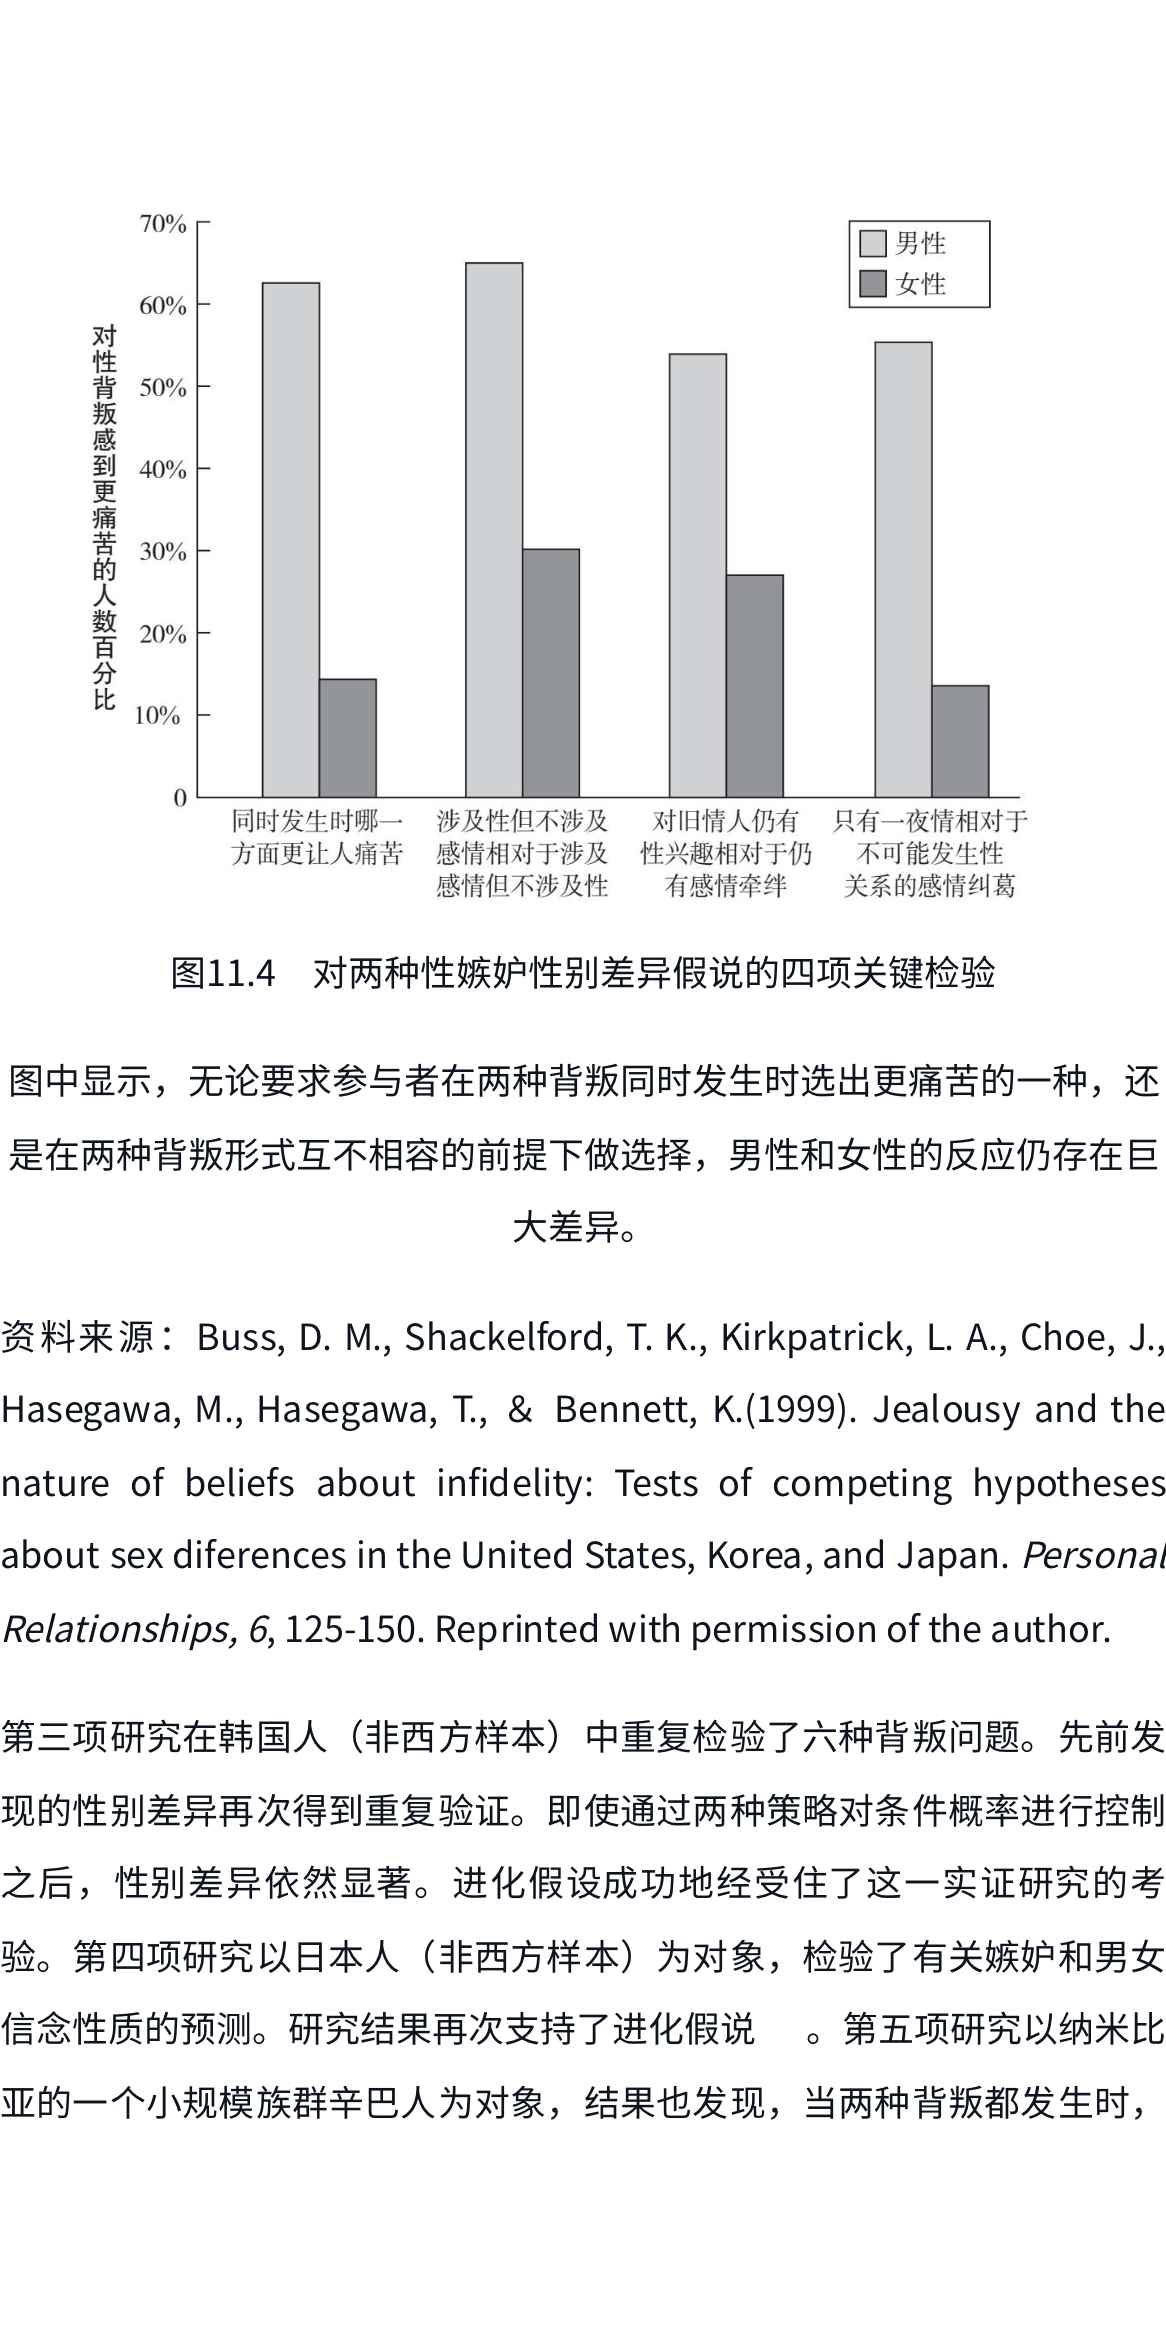 70%
60%
50%
40%
30%
20%
10%
0
对性背叛感到更痛苦的人数百分比
男性
女性
同时发生时哪一
方面更让人痛苦
涉及性但不涉及
感情相对于涉及
感情但不涉及性
对旧情人仍有
性兴趣相对于仍
有感情牵绊
只有一夜情相对于
不可能发生性
关系的感情纠葛
图11.4 对两种性嫉妒性别差异假说的四项关键检验
图中显示，无论要求参与者在两种背叛同时发生时选出更痛苦的一种，还
是在两种背叛形式互不相容的前提下做选择，男性和女性的反应仍存在巨
大差异。
资料来源：Buss, D. M., Shackelford, T. K., Kirkpatrick, L. A., Choe, J.,
Hasegawa, M., Hasegawa, T., & Bennett, K.(1999). Jealousy and the
nature of beliefs about infidelity: Tests of competing hypotheses
about sex diferences in the United States, Korea, and Japan. Personal
Relationships, 6, 125-150. Reprinted with permission of the author.
第三项研究在韩国人（非西方样本）中重复检验了六种背叛问题。先前发
现的性别差异再次得到重复验证。即使通过两种策略对条件概率进行控制
之后，性别差异依然显著。进化假设成功地经受住了这一实证研究的考
验。第四项研究以日本人（非西方样本）为对象，检验了有关嫉妒和男女
信念性质的预测。研究结果再次支持了进化假说 。第五项研究以纳米比
亚的一个小规模族群辛巴人为对象，结果也发现，当两种背叛都发生时，